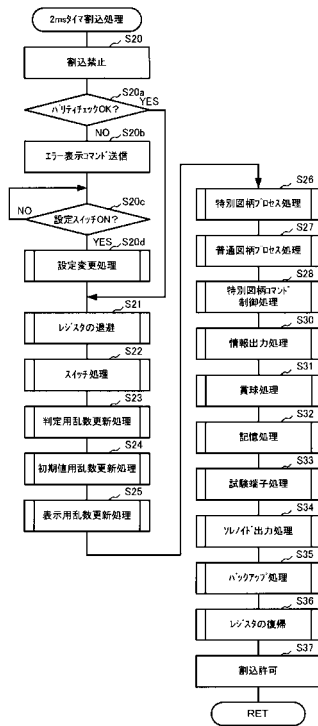 2msタイマ割込処理
S20
割込禁止
S20a
パリティチェックOK?
YES
NO
S20b
エラー表示コマンド送信
S20c
NO
設定スイッチON?
YES
S20d
設定変更処理
S21
レジスタの退避
S22
スイッチ処理
S23
判定用乱数更新処理
S24
初期値用乱数更新処理
S25
表示用乱数更新処理
S26
特別図柄プロセス処理
S27
普通図柄プロセス処理
S28
特別図柄コマンド
制御処理
S30
情報出力処理
S31
賞球処理
S32
記憶処理
S33
試験端子処理
S34
ソレノイド出力処理
S35
バックアップ処理
S36
レジスタの復帰
S37
割込許可
RET